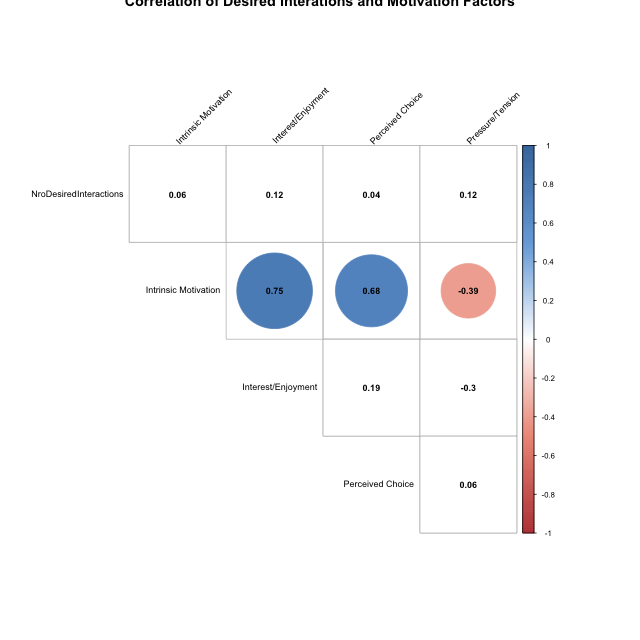 Correlation of Desired Interations and Motivation Factors
Intrinsic Motivation
Interest/Enjoyment
Perceived Choice
Pressure/Tension
NroDesiredInteractions
0.06
0.12
0.04
0.12
Intrinsic Motivation
0.75
0.68
-0.39
Interest/Enjoyment
0.19
-0.3
Perceived Choice
0.06
1
0.8
0.6
0.4
0.2
0
-0.2
-0.4
-0.6
-0.8
-1